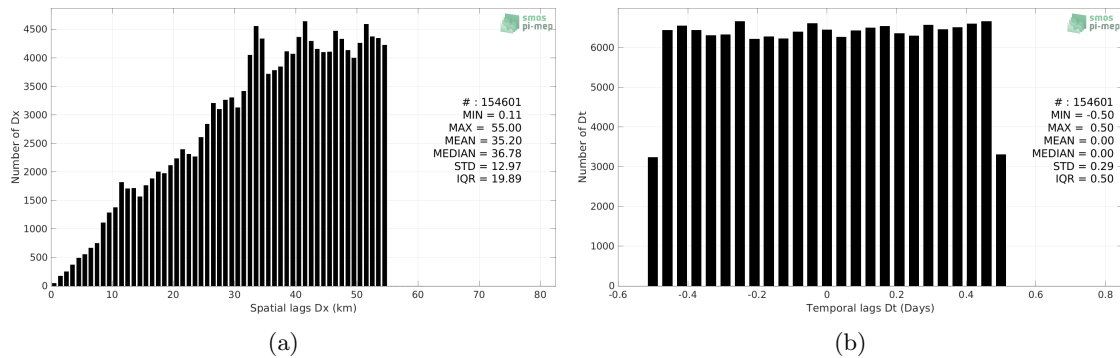 smos
pi-mep
4500
4000
3500
3000
2500
2000
1500
1000
500
0
Number of Dx
# : 154601
MIN = 0.11
MAX = 55.00
MEAN = 35.20
MEDIAN = 36.78
STD = 12.97
IQR = 19.89
0 10 20 30 40 50 60 70 80
Spatial lags Dx (km)
(a)
smos
pi-mep
6000
5000
4000
3000
2000
1000
0
Number of Dt
# : 154601
MIN = -0.50
MAX = 0.50
MEAN = 0.00
MEDIAN = 0.00
STD = 0.29
IQR = 0.50
-0.6 -0.4 -0.2 0 0.2 0.4 0.6 0.8
Temporal lags Dt (Days)
(b)